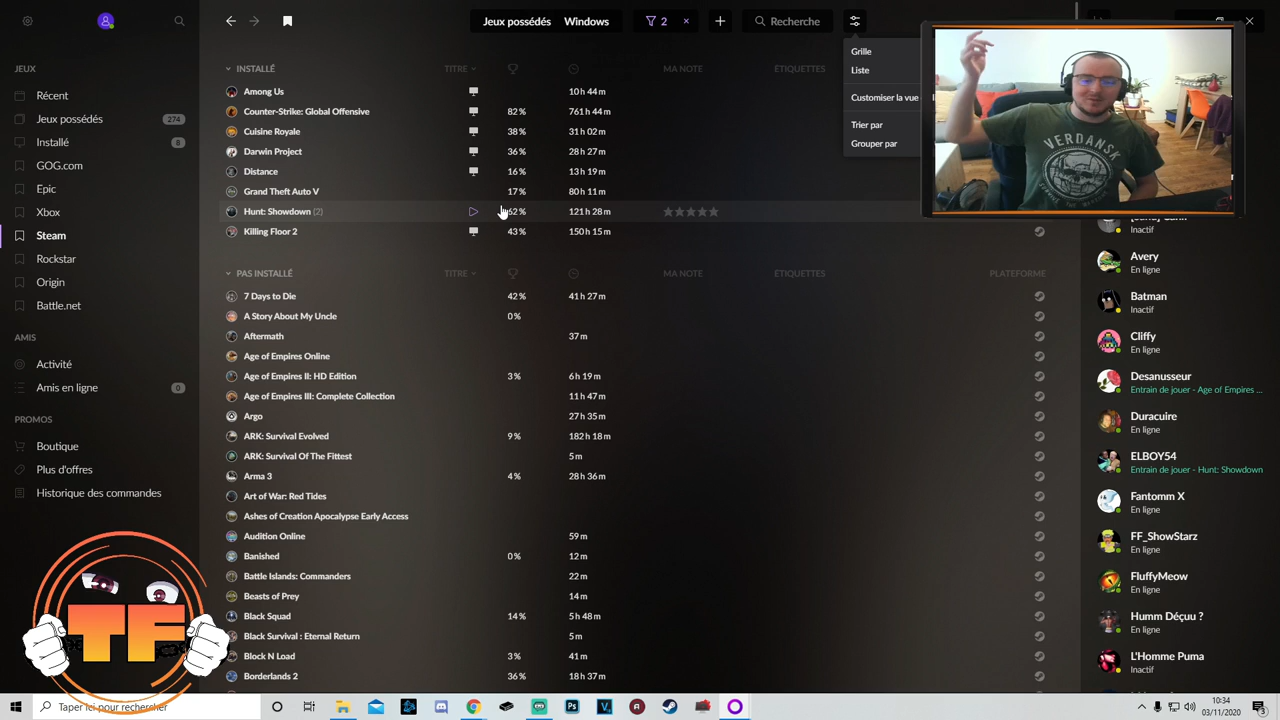 Jeux possédés Windows 2 × + Recherche
Grille
Liste
Customiser la vue
Trier par
Grouper par
JEUX
Récent
Jeux possédés 274
Installé 8
GOG.com
Epic
Xbox
Steam
Rockstar
Origin
Battle.net
AMIS
Activité
Amis en ligne 0
PROMOS
Boutique
Plus d'offres
Historique des commandes
INSTALLÉ TITRE MA NOTE ÉTIQUETTES
Among Us 10 h 44 m
Counter-Strike: Global Offensive 82 % 761 h 44 m
Cuisine Royale 38 % 31 h 02 m
Darwin Project 36 % 28 h 27 m
Distance 16 % 13 h 19 m
Grand Theft Auto V 17 % 80 h 11 m
Hunt: Showdown (2) 62 % 121 h 28 m
Killing Floor 2 43 % 150 h 15 m
PAS INSTALLÉ TITRE MA NOTE ÉTIQUETTES PLATEFORME
7 Days to Die 42 % 41 h 27 m
A Story About My Uncle 0 %
Aftermath 37 m
Age of Empires Online
Age of Empires II: HD Edition 3 % 6 h 19 m
Age of Empires III: Complete Collection 11 h 47 m
Argo 27 h 35 m
ARK: Survival Evolved 9 % 182 h 18 m
ARK: Survival Of The Fittest 5 m
Arma 3 4 % 28 h 36 m
Art of War: Red Tides
Ashes of Creation Apocalypse Early Access
Audition Online 59 m
Banished 0 % 12 m
Battle Islands: Commanders 22 m
Beasts of Prey 14 m
Black Squad 14 % 5 h 48 m
Black Survival : Eternal Return 5 m
Block N Load 3 % 41 m
Borderlands 2 36 % 18 h 37 m
VERDANSK
SURVIVE THE
Inactif
Avery
En ligne
Batman
Inactif
Cliffy
En ligne
Desanusseur
Entrain de jouer - Age of Empires ...
Duracuire
En ligne
ELBOY54
Entrain de jouer - Hunt: Showdown
Fantomm X
En ligne
FF_ShowStarz
En ligne
FluffyMeow
En ligne
Humm Déçuu ?
En ligne
L'Homme Puma
Inactif
TF
Taper ici pour rechercher
10:34
03/11/2020
3